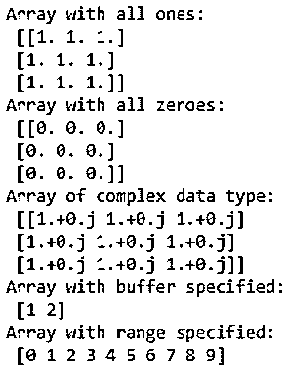 Array with all ones:
[[1. 1. 1.]
[1. 1. 1.]
[1. 1. 1.]]
Array with all zeroes:
[[0. 0. 0.]
[0. 0. 0.]
[0. 0. 0.]]
Array of complex data type:
[[1.+0.j 1.+0.j 1.+0.j]
[1.+0.j 1.+0.j 1.+0.j]
[1.+0.j 1.+0.j 1.+0.j]]
Array with buffer specified:
[1 2]
Array with range specified:
[0 1 2 3 4 5 6 7 8 9]